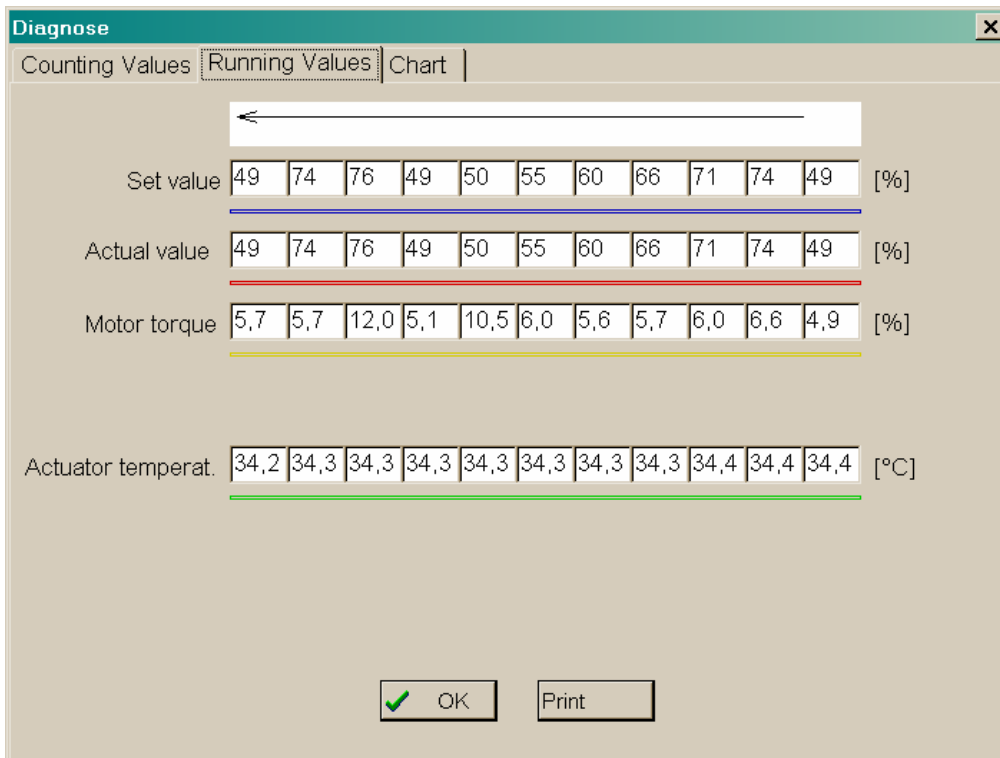 Diagnose
Counting Values Running Values Chart
Set value 49 74 76 49 50 55 60 66 71 74 49 [%]
Actual value 49 74 76 49 50 55 60 66 71 74 49 [%]
Motor torque 5,7 5,7 12,0 5,1 10,5 6,0 5,6 5,7 6,0 6,6 4,9 [%]
Actuator temperat. 34,2 34,3 34,3 34,3 34,3 34,3 34,3 34,3 34,4 34,4 34,4 [°C]
OK Print